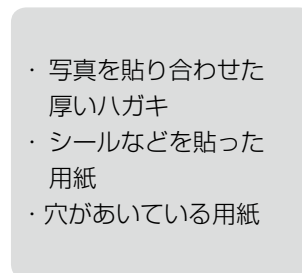 ・ 写真を貼り合わせた
厚いハガキ
・ シールなどを貼った
用紙
・穴があいている用紙